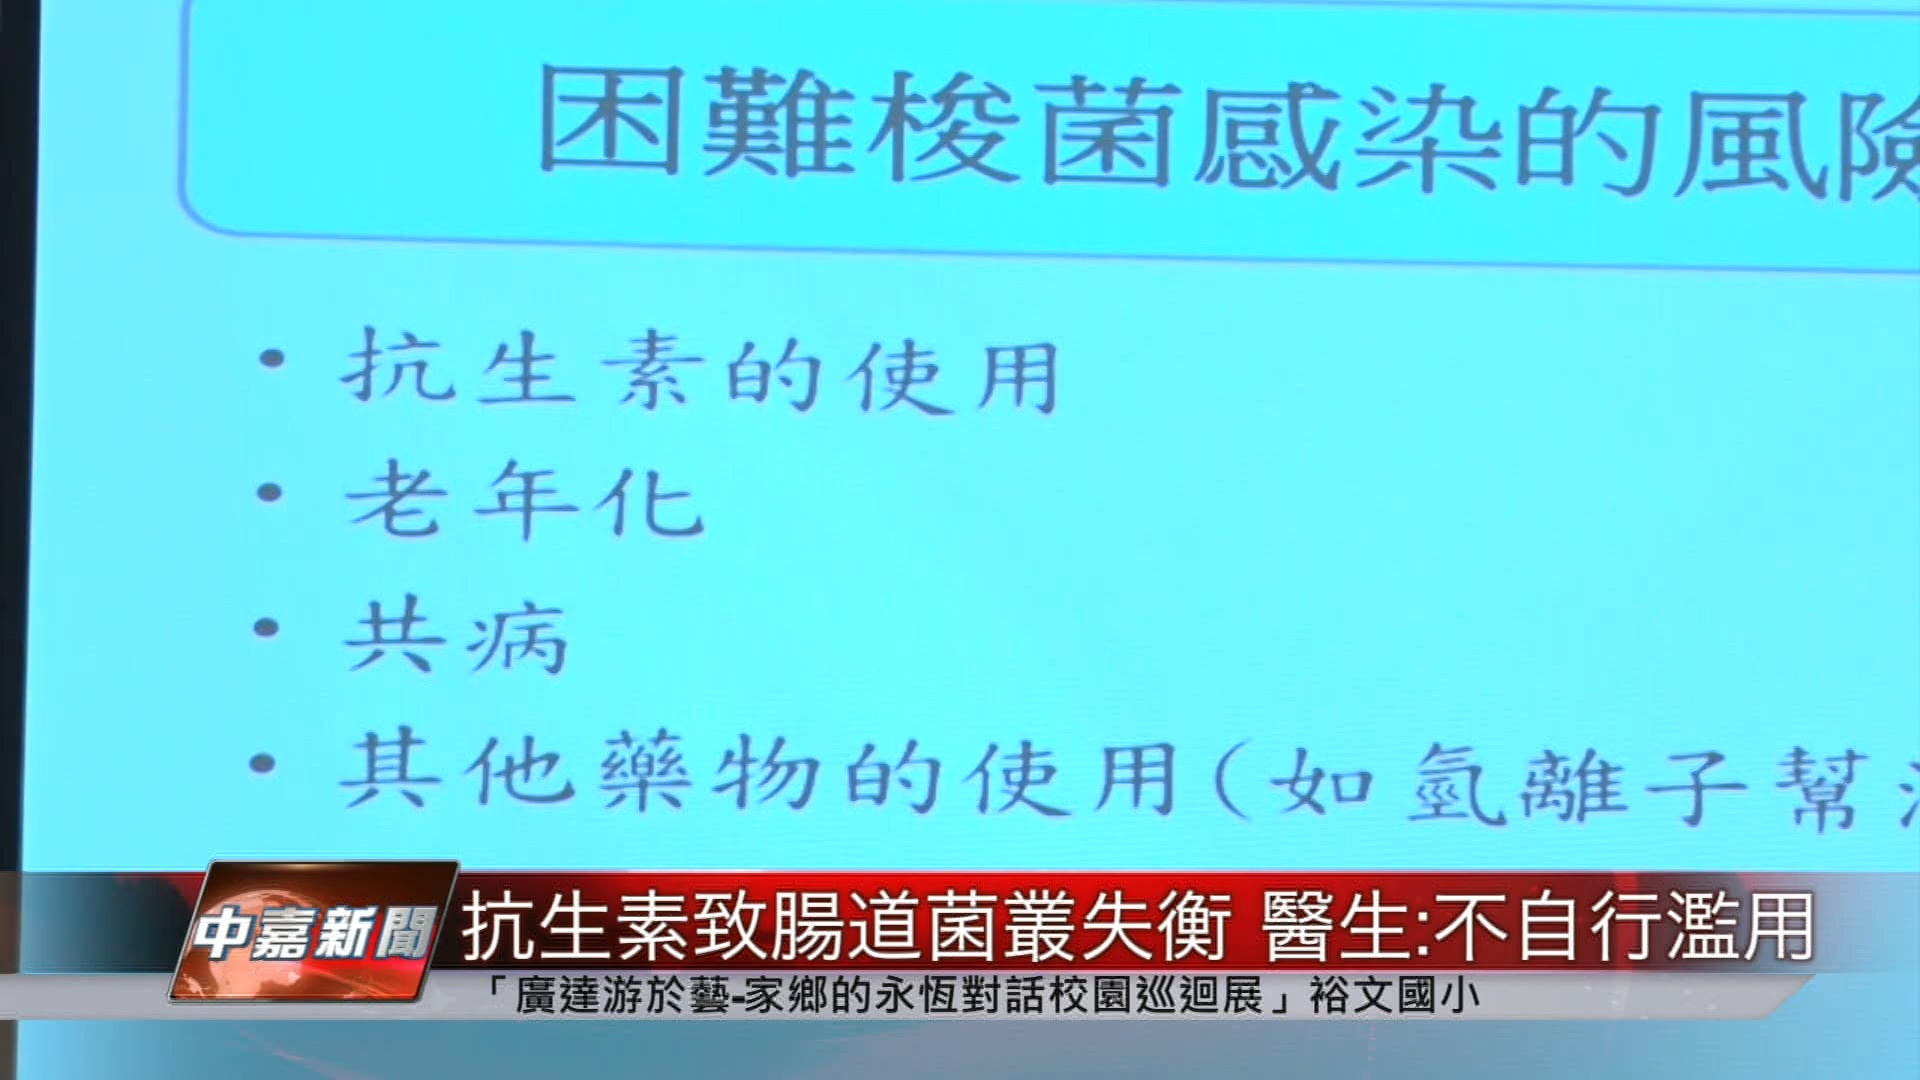 困難梭菌感染的風險
• 抗生素的使用
• 老年化
• 共病
• 其他藥物的使用(如氫離子幫
中嘉新聞
抗生素致腸道菌叢失衡 醫生:不自行濫用
「廣達游於藝-家鄉的永恆對話校園巡迴展」裕文國小